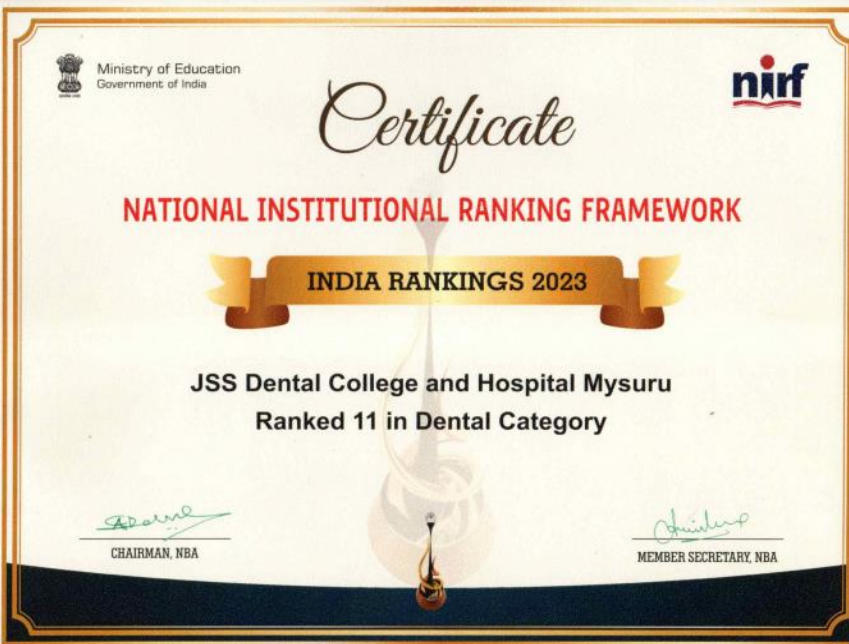 Ministry of Education
Government of India
nirf
Certificate
NATIONAL INSTITUTIONAL RANKING FRAMEWORK
INDIA RANKINGS 2023
JSS Dental College and Hospital Mysuru
Ranked 11 in Dental Category
CHAIRMAN, NBA
MEMBER SECRETARY, NBA